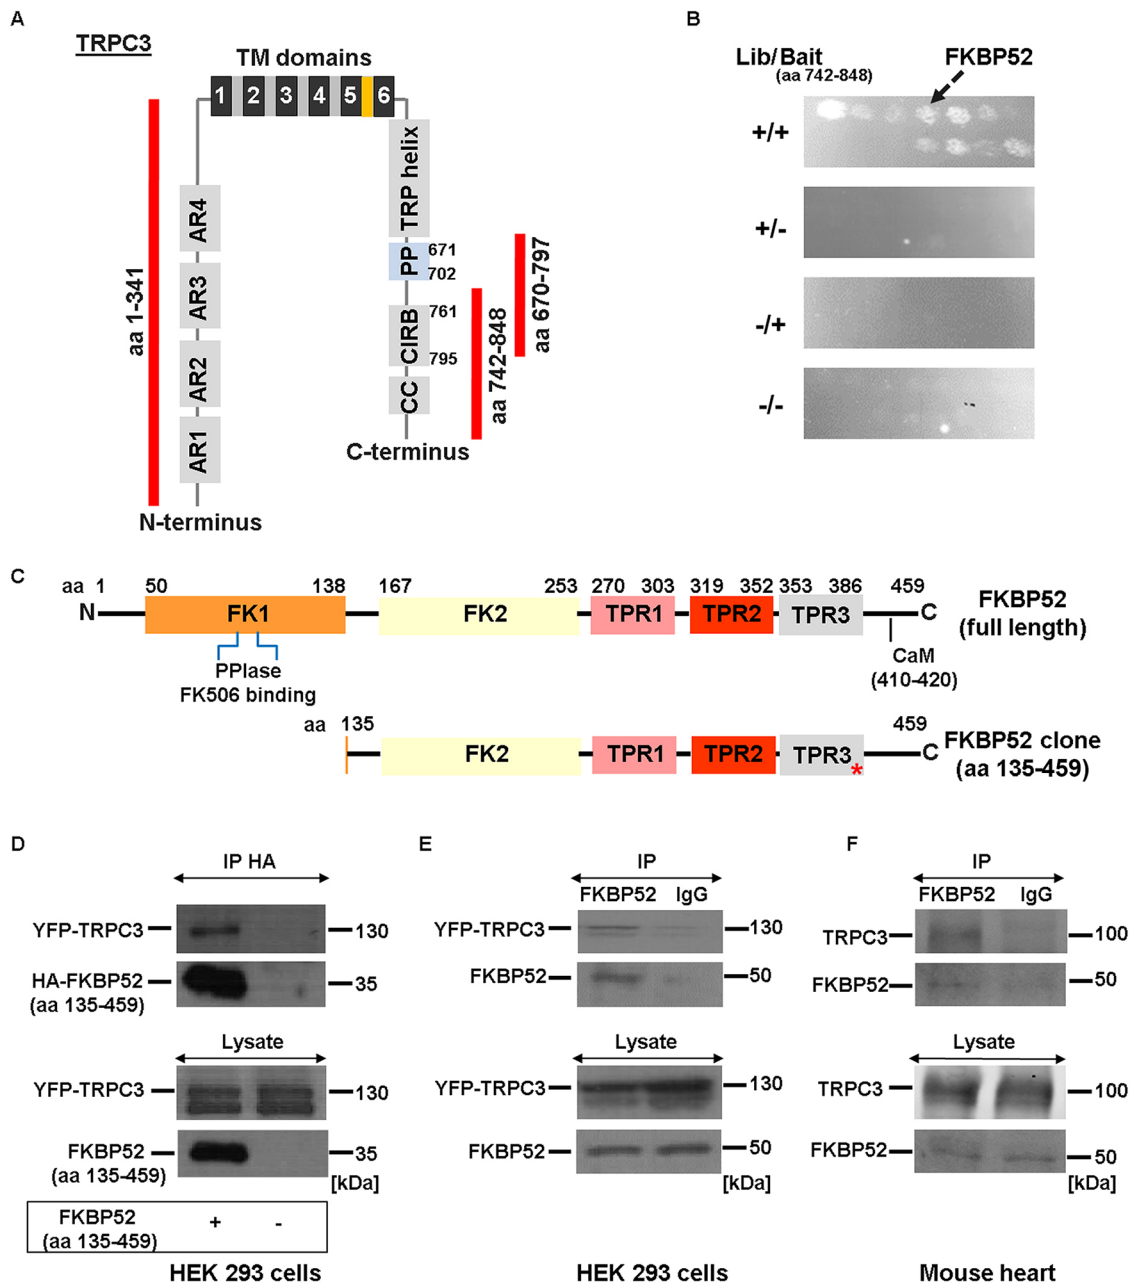 A
TRPC3
TM domains
1 2 3 4 5 6
TRP helix
PP
671
702
CIRB
761
795
CC
C-terminus
AR4
AR3
AR2
AR1
N-terminus
aa 1-341
aa 742-848
aa 670-797
B
Lib/Bait
(aa 742-848)
FKBP52
+/+
+/-
-/+
-/-
C
aa 1 50 138 167 253 270 303 319 352 353 386 459
N FK1 FK2 TPR1 TPR2 TPR3 C
FKBP52
(full length)
PPIase
FK506 binding
CaM
(410-420)
aa 135 459
FK2 TPR1 TPR2 TPR3 * C
FKBP52 clone
(aa 135-459)
D
IP HA
YFP-TRPC3 130
HA-FKBP52 35
(aa 135-459)
Lysate
YFP-TRPC3 130
FKBP52 35
(aa 135-459)
[kDa]
FKBP52 + -
(aa 135-459)
HEK 293 cells
E
IP
FKBP52 IgG
YFP-TRPC3 130
FKBP52 50
Lysate
YFP-TRPC3 130
FKBP52 50
[kDa]
HEK 293 cells
F
IP
FKBP52 IgG
TRPC3 100
FKBP52 50
Lysate
TRPC3 100
FKBP52 50
[kDa]
Mouse heart